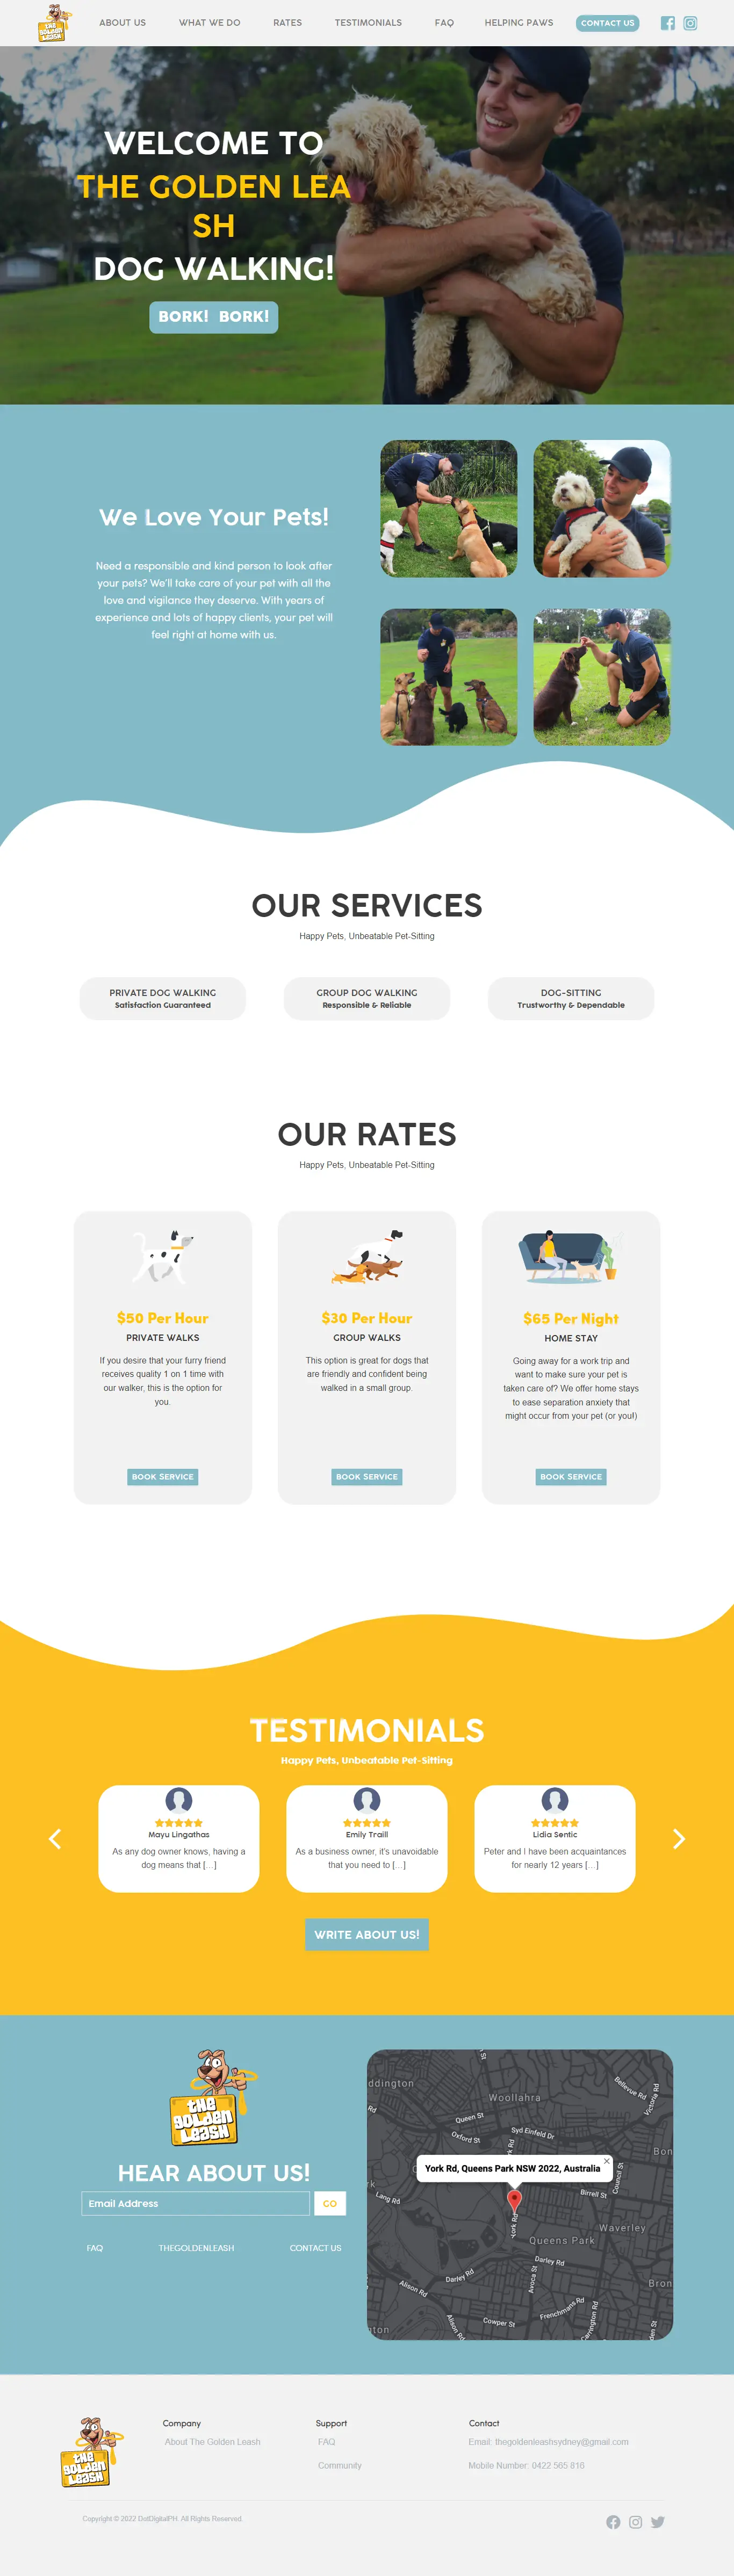 the
golden
Leash
ABOUT US
WHAT WE DO
RATES
TESTIMONIALS
FAQ
HELPING PAWS
CONTACT US
WELCOME TO
THE GOLDEN LEA
SH
DOG WALKING!
BORK! BORK!
We Love Your Pets!
Need a responsible and kind person to look after
your pets? We'll take care of your pet with all the
love and vigilance they deserve. With years of
experience and lots of happy clients, your pet will
feel right at home with us.
OUR SERVICES
Happy Pets, Unbeatable Pet-Sitting
PRIVATE DOG WALKING
Satisfaction Guaranteed
GROUP DOG WALKING
Responsible & Reliable
DOG-SITTING
Trustworthy & Dependable
OUR RATES
Happy Pets, Unbeatable Pet-Sitting
$50 Per Hour
PRIVATE WALKS
If you desire that your furry friend
receives quality 1 on 1 time with
our walker, this is the option for
you.
BOOK SERVICE
$30 Per Hour
GROUP WALKS
This option is great for dogs that
are friendly and confident being
walked in a small group.
BOOK SERVICE
$65 Per Night
HOME STAY
Going away for a work trip and
want to make sure your pet is
taken care of? We offer home stays
to ease separation anxiety that
might occur from your pet (or you!)
BOOK SERVICE
TESTIMONIALS
Happy Pets, Unbeatable Pet-Sitting
Mayu Lingathas
As any dog owner knows, having a
dog means that [...]
Emily Traill
As a business owner, it's unavoidable
that you need to [...]
Lidia Sentic
Peter and I have been acquaintances
for nearly 12 years [...]
WRITE ABOUT US!
the
golden
Leash
HEAR ABOUT US!
Email Address
GO
FAQ
THEGOLDENLEASH
CONTACT US
St
ddington
Woollahra
Bellevue Rd
Victoria Rd
Rd
Queen St
Oxford St
Syd Einfeld Dr
rk Rd
Bon
York Rd, Queens Park NSW 2022, Australia
rk
Lang Rd
Birrell St
Council St
York Rd
Waverley
Queens Park
Darley Rd
Darley Rd
Avoca St
Alison Rd
Bron
Frenchmans Rd
Carrington Rd
Cowper St
Alison Rd
gton
den St
the
golden
Leash
Company
About The Golden Leash
Support
FAQ
Community
Contact
Email: thegoldenleashsydney@gmail.com
Mobile Number: 0422 565 816
Copyright © 2022 DotDigitalPH. All Rights Reserved.